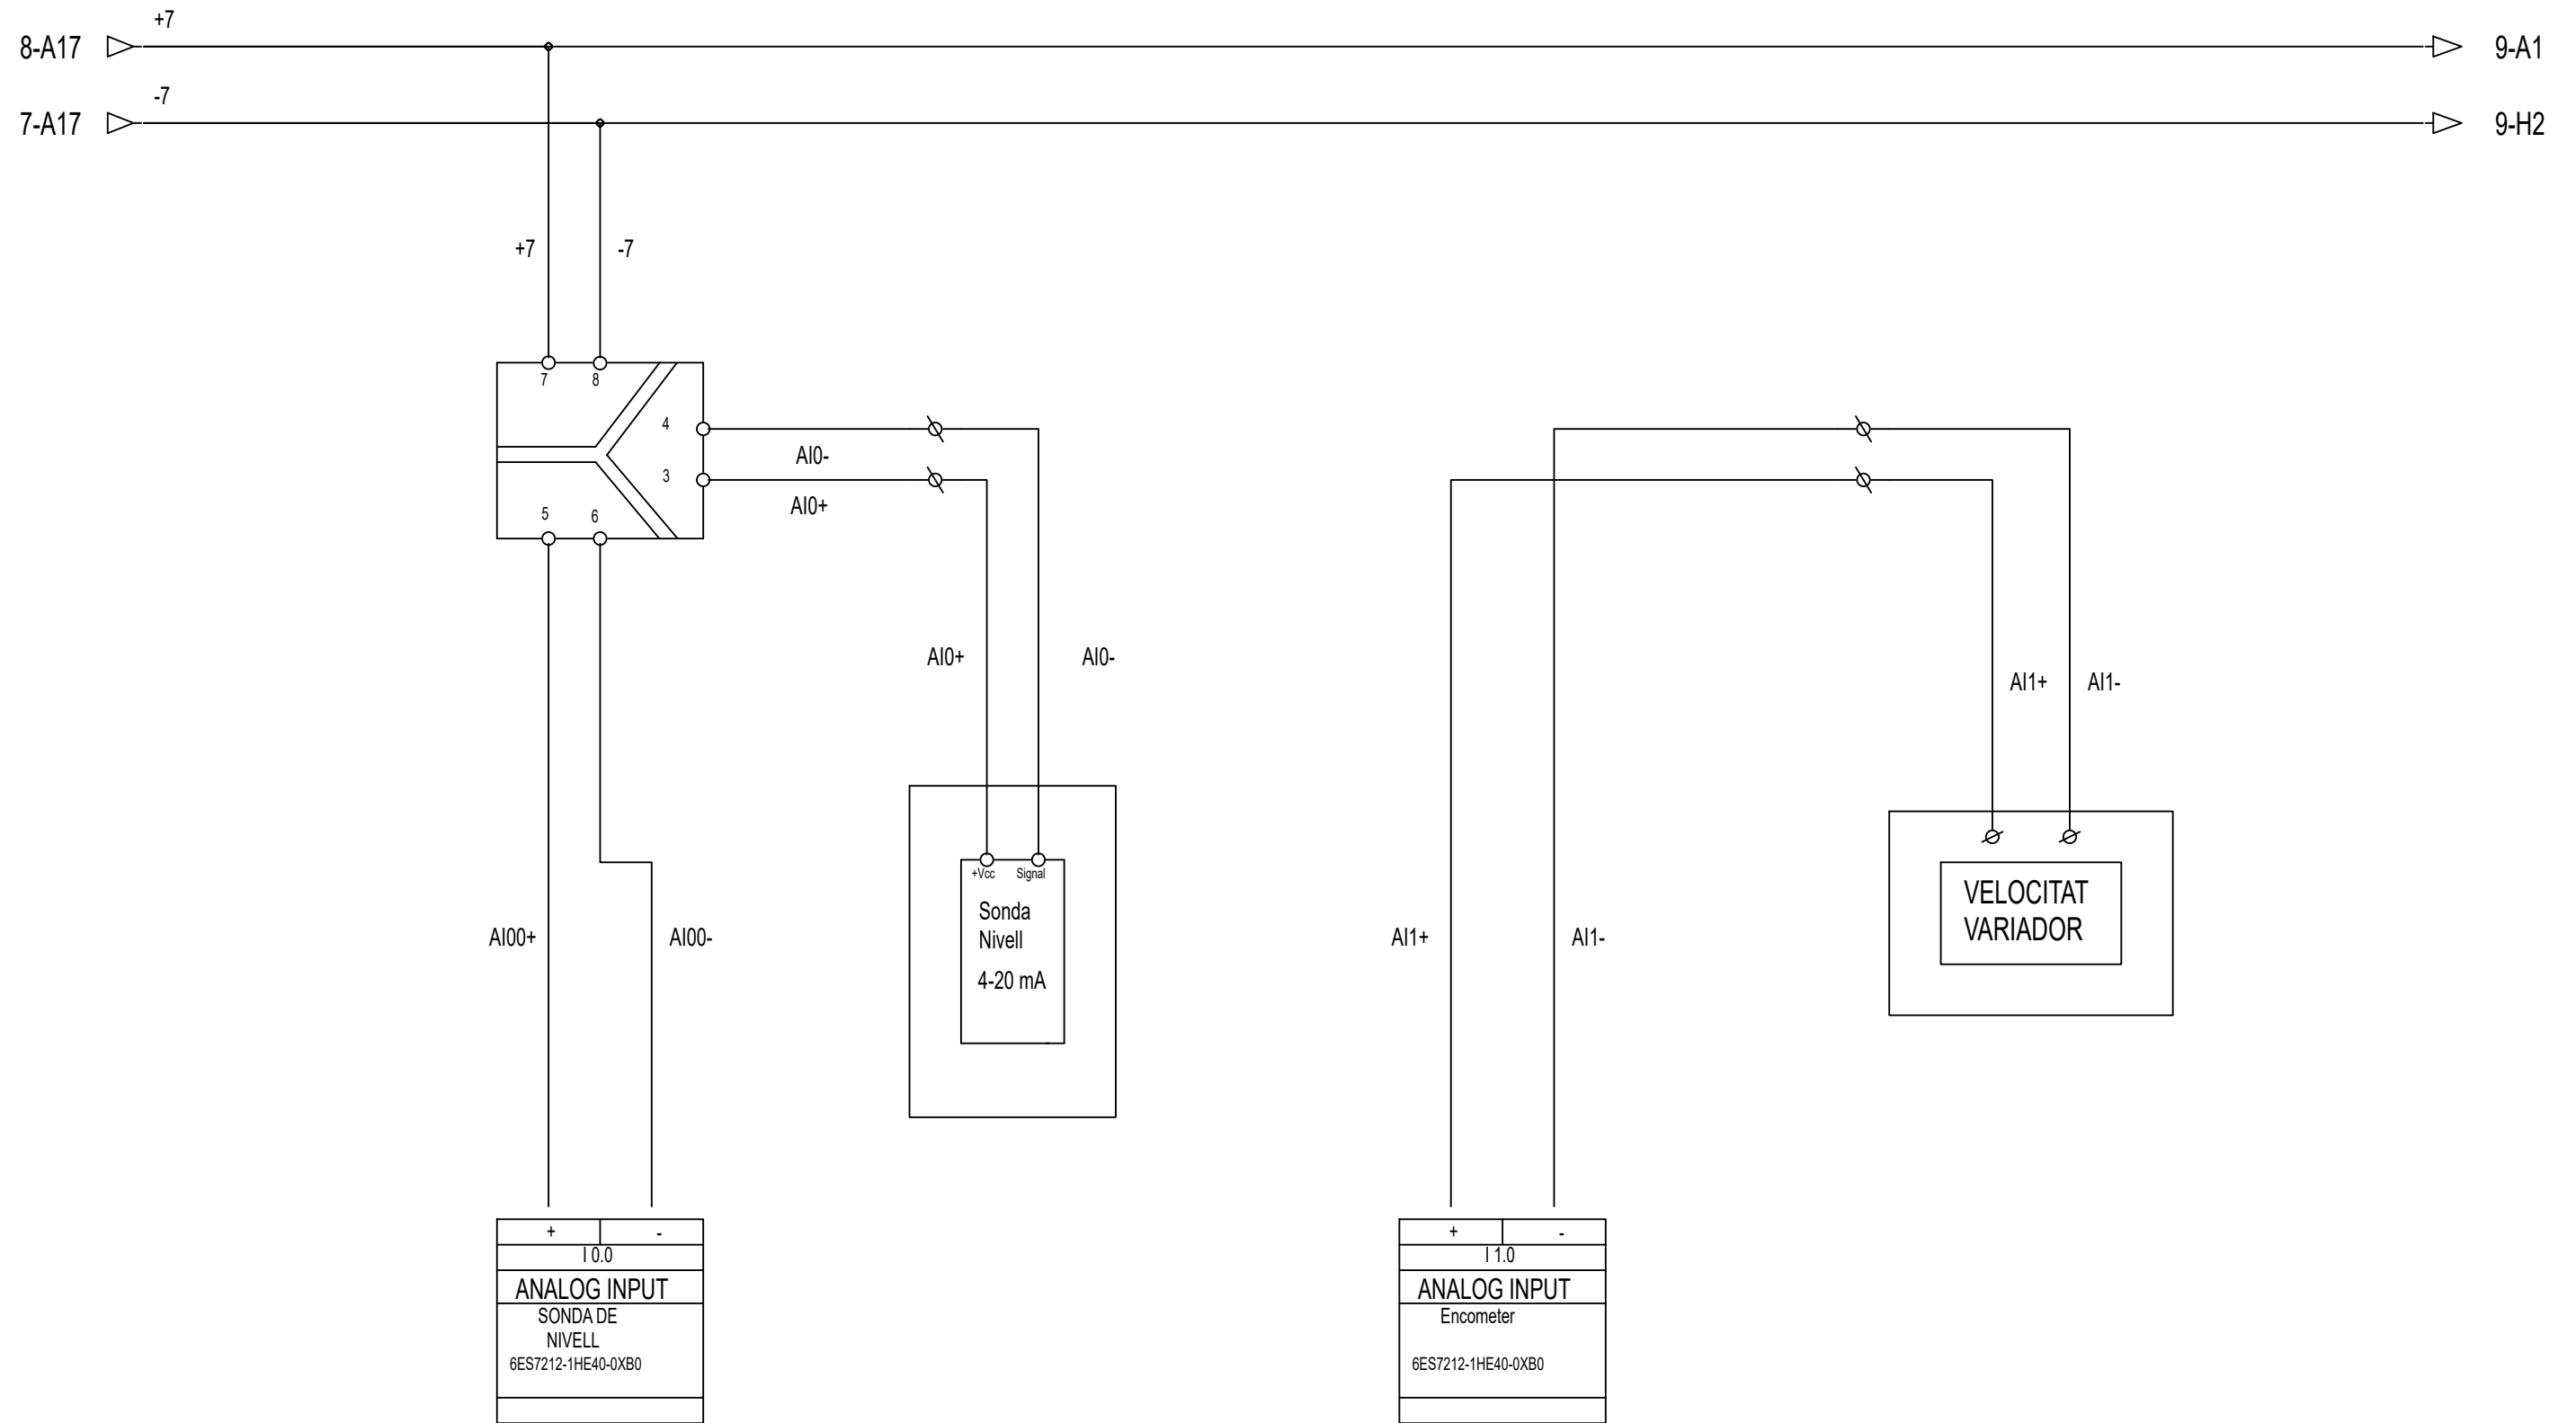 +7
8-A17
9-A1
-7
7-A17
9-H2
+7
-7
7
8
4
AI0-
3
AI0+
5
6
AI0+
AI0-
AI1+
AI1-
+Vcc
Signal
Sonda
Nivell
4-20 mA
VELOCITAT
VARIADOR
AI00+
AI00-
AI1+
AI1-
+
-
I 0.0
ANALOG INPUT
SONDA DE
NIVELL
6ES7212-1HE40-0XB0
+
-
I 1.0
ANALOG INPUT
Encometer
6ES7212-1HE40-0XB0